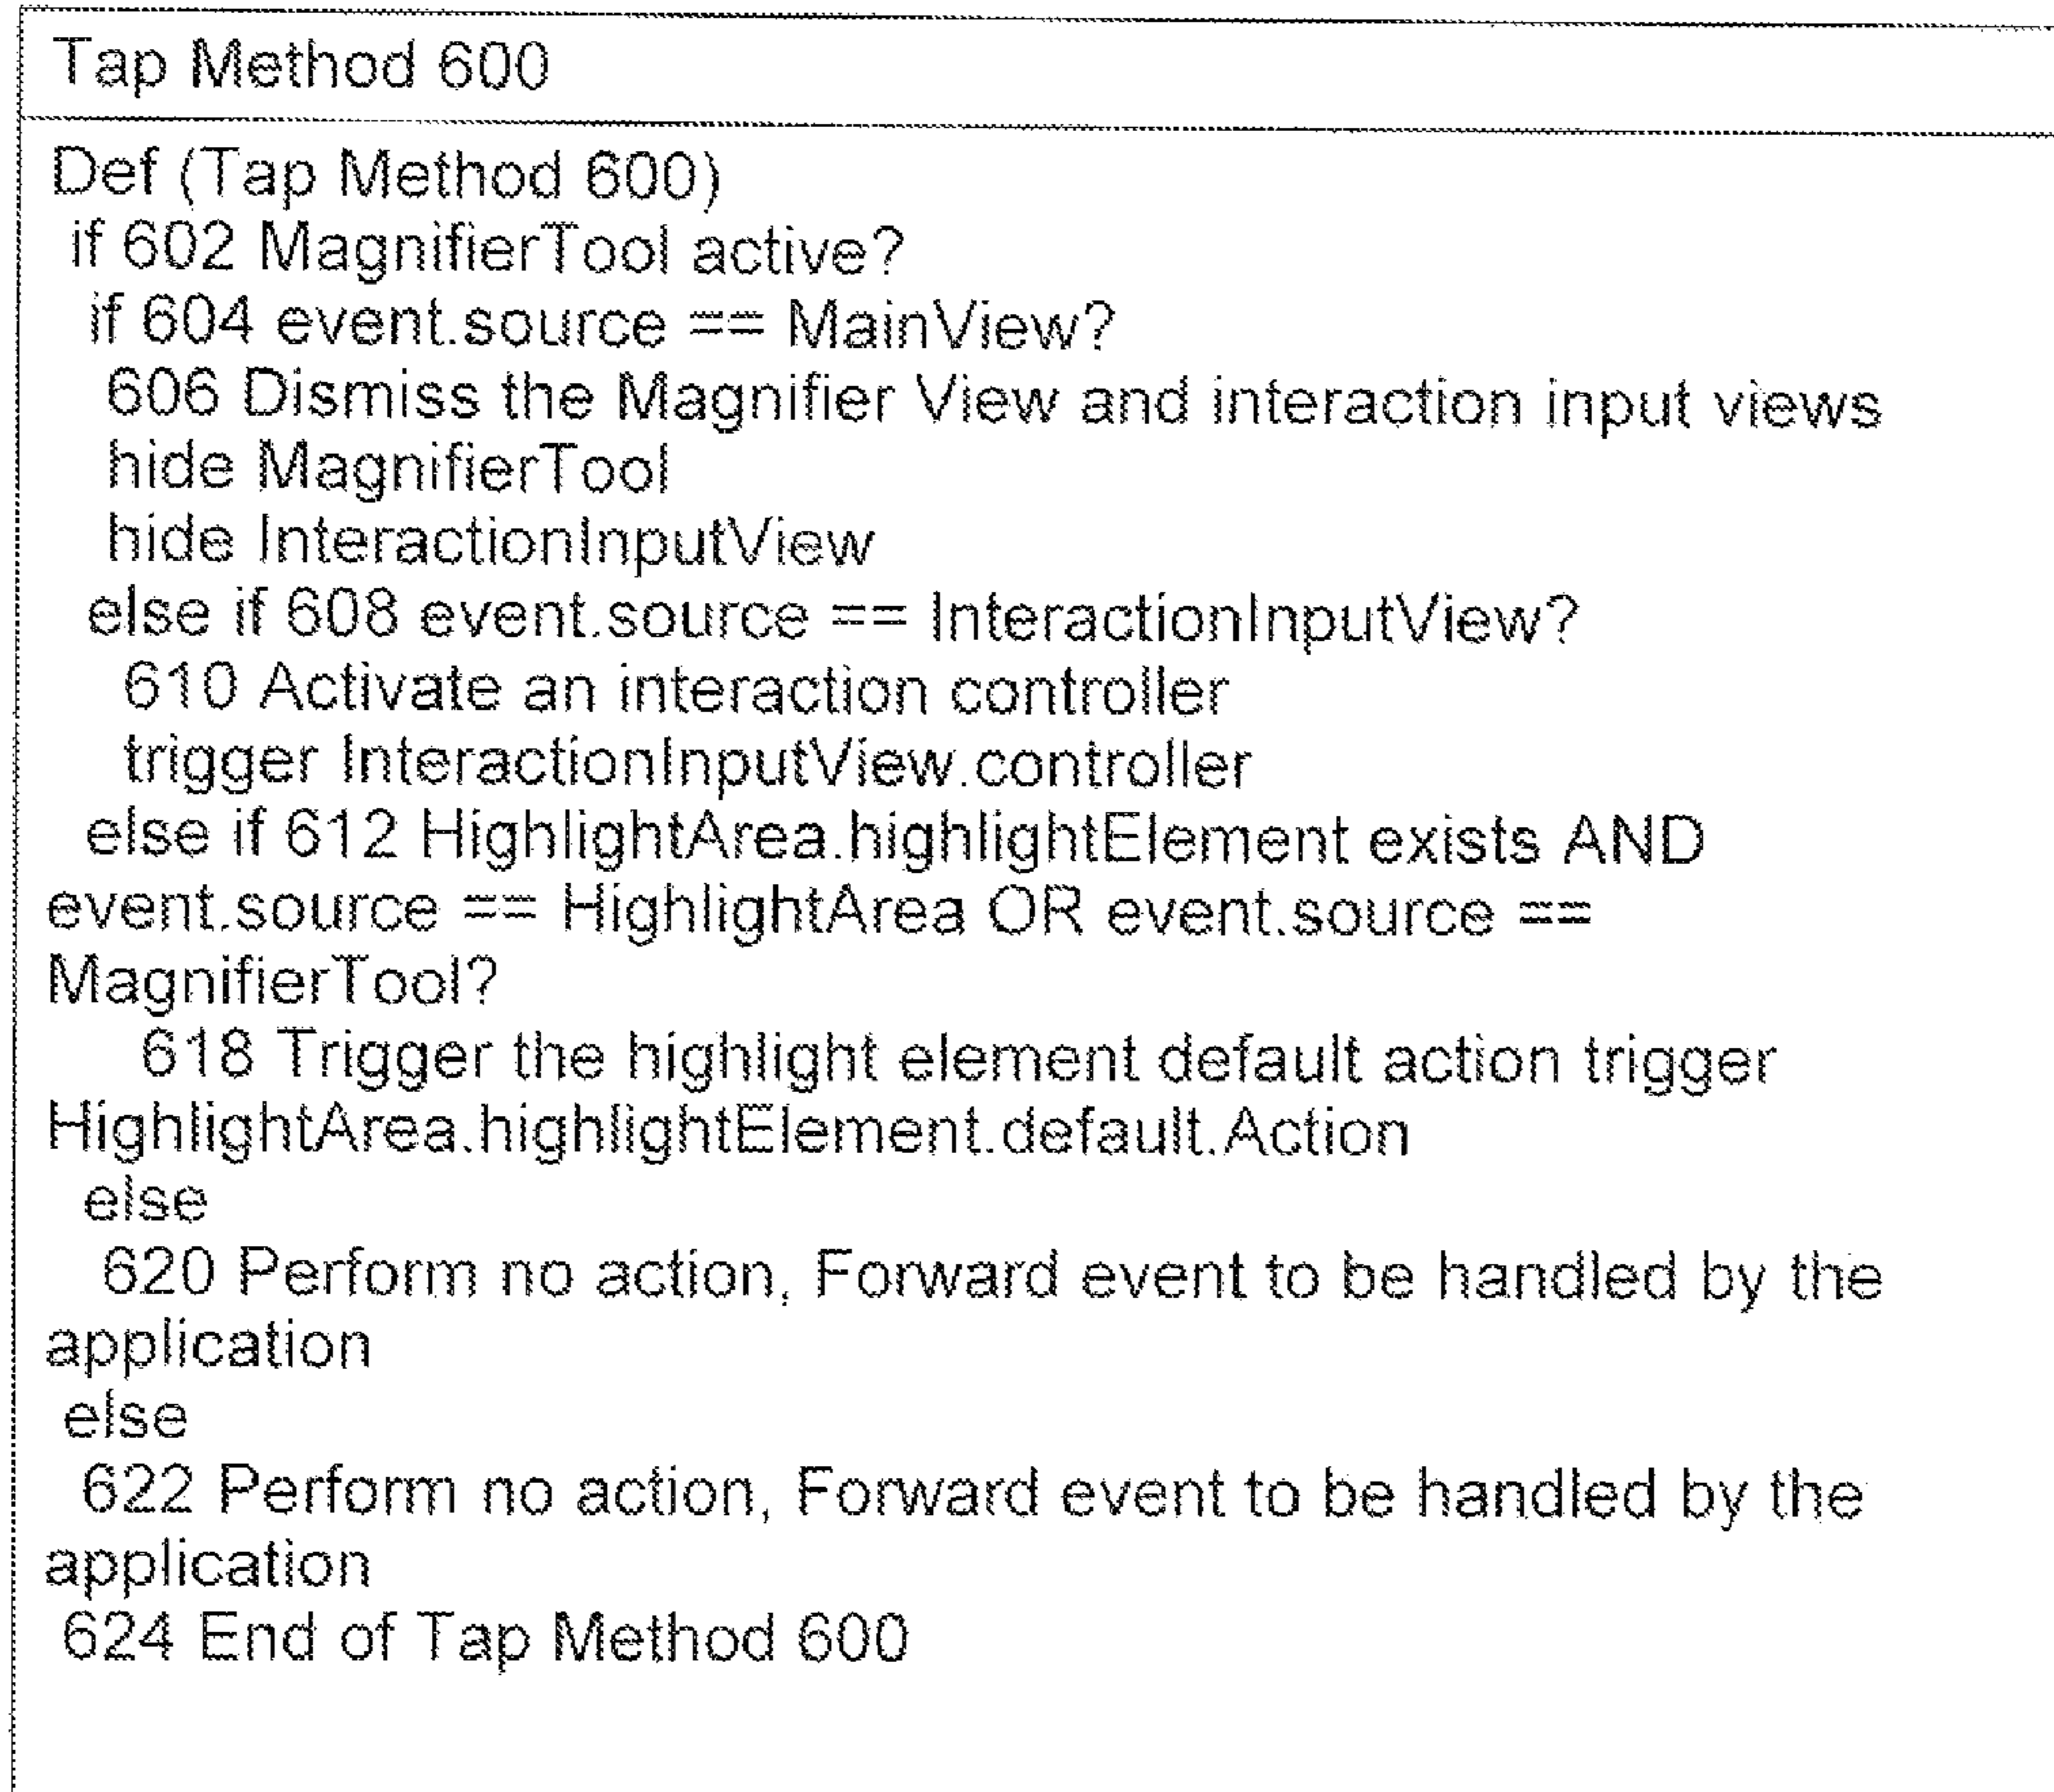 Tap Method 600
Def (Tap Method 600)
if 602 MagnifierTool active?
if 604 event.source == MainView?
606 Dismiss the Magnifier View and interaction input views
hide MagnifierTool
hide InteractionInputView
else if 608 event.source == InteractionInputView?
610 Activate an interaction controller
trigger InteractionInputView.controller
else if 612 HighlightArea.highlightElement exists AND
event.source == HighlightArea OR event.source ==
MagnifierTool?
618 Trigger the highlight element default action trigger
HighlightArea.highlightElement.default.Action
else
620 Perform no action, Forward event to be handled by the
application
else
622 Perform no action, Forward event to be handled by the
application
624 End of Tap Method 600